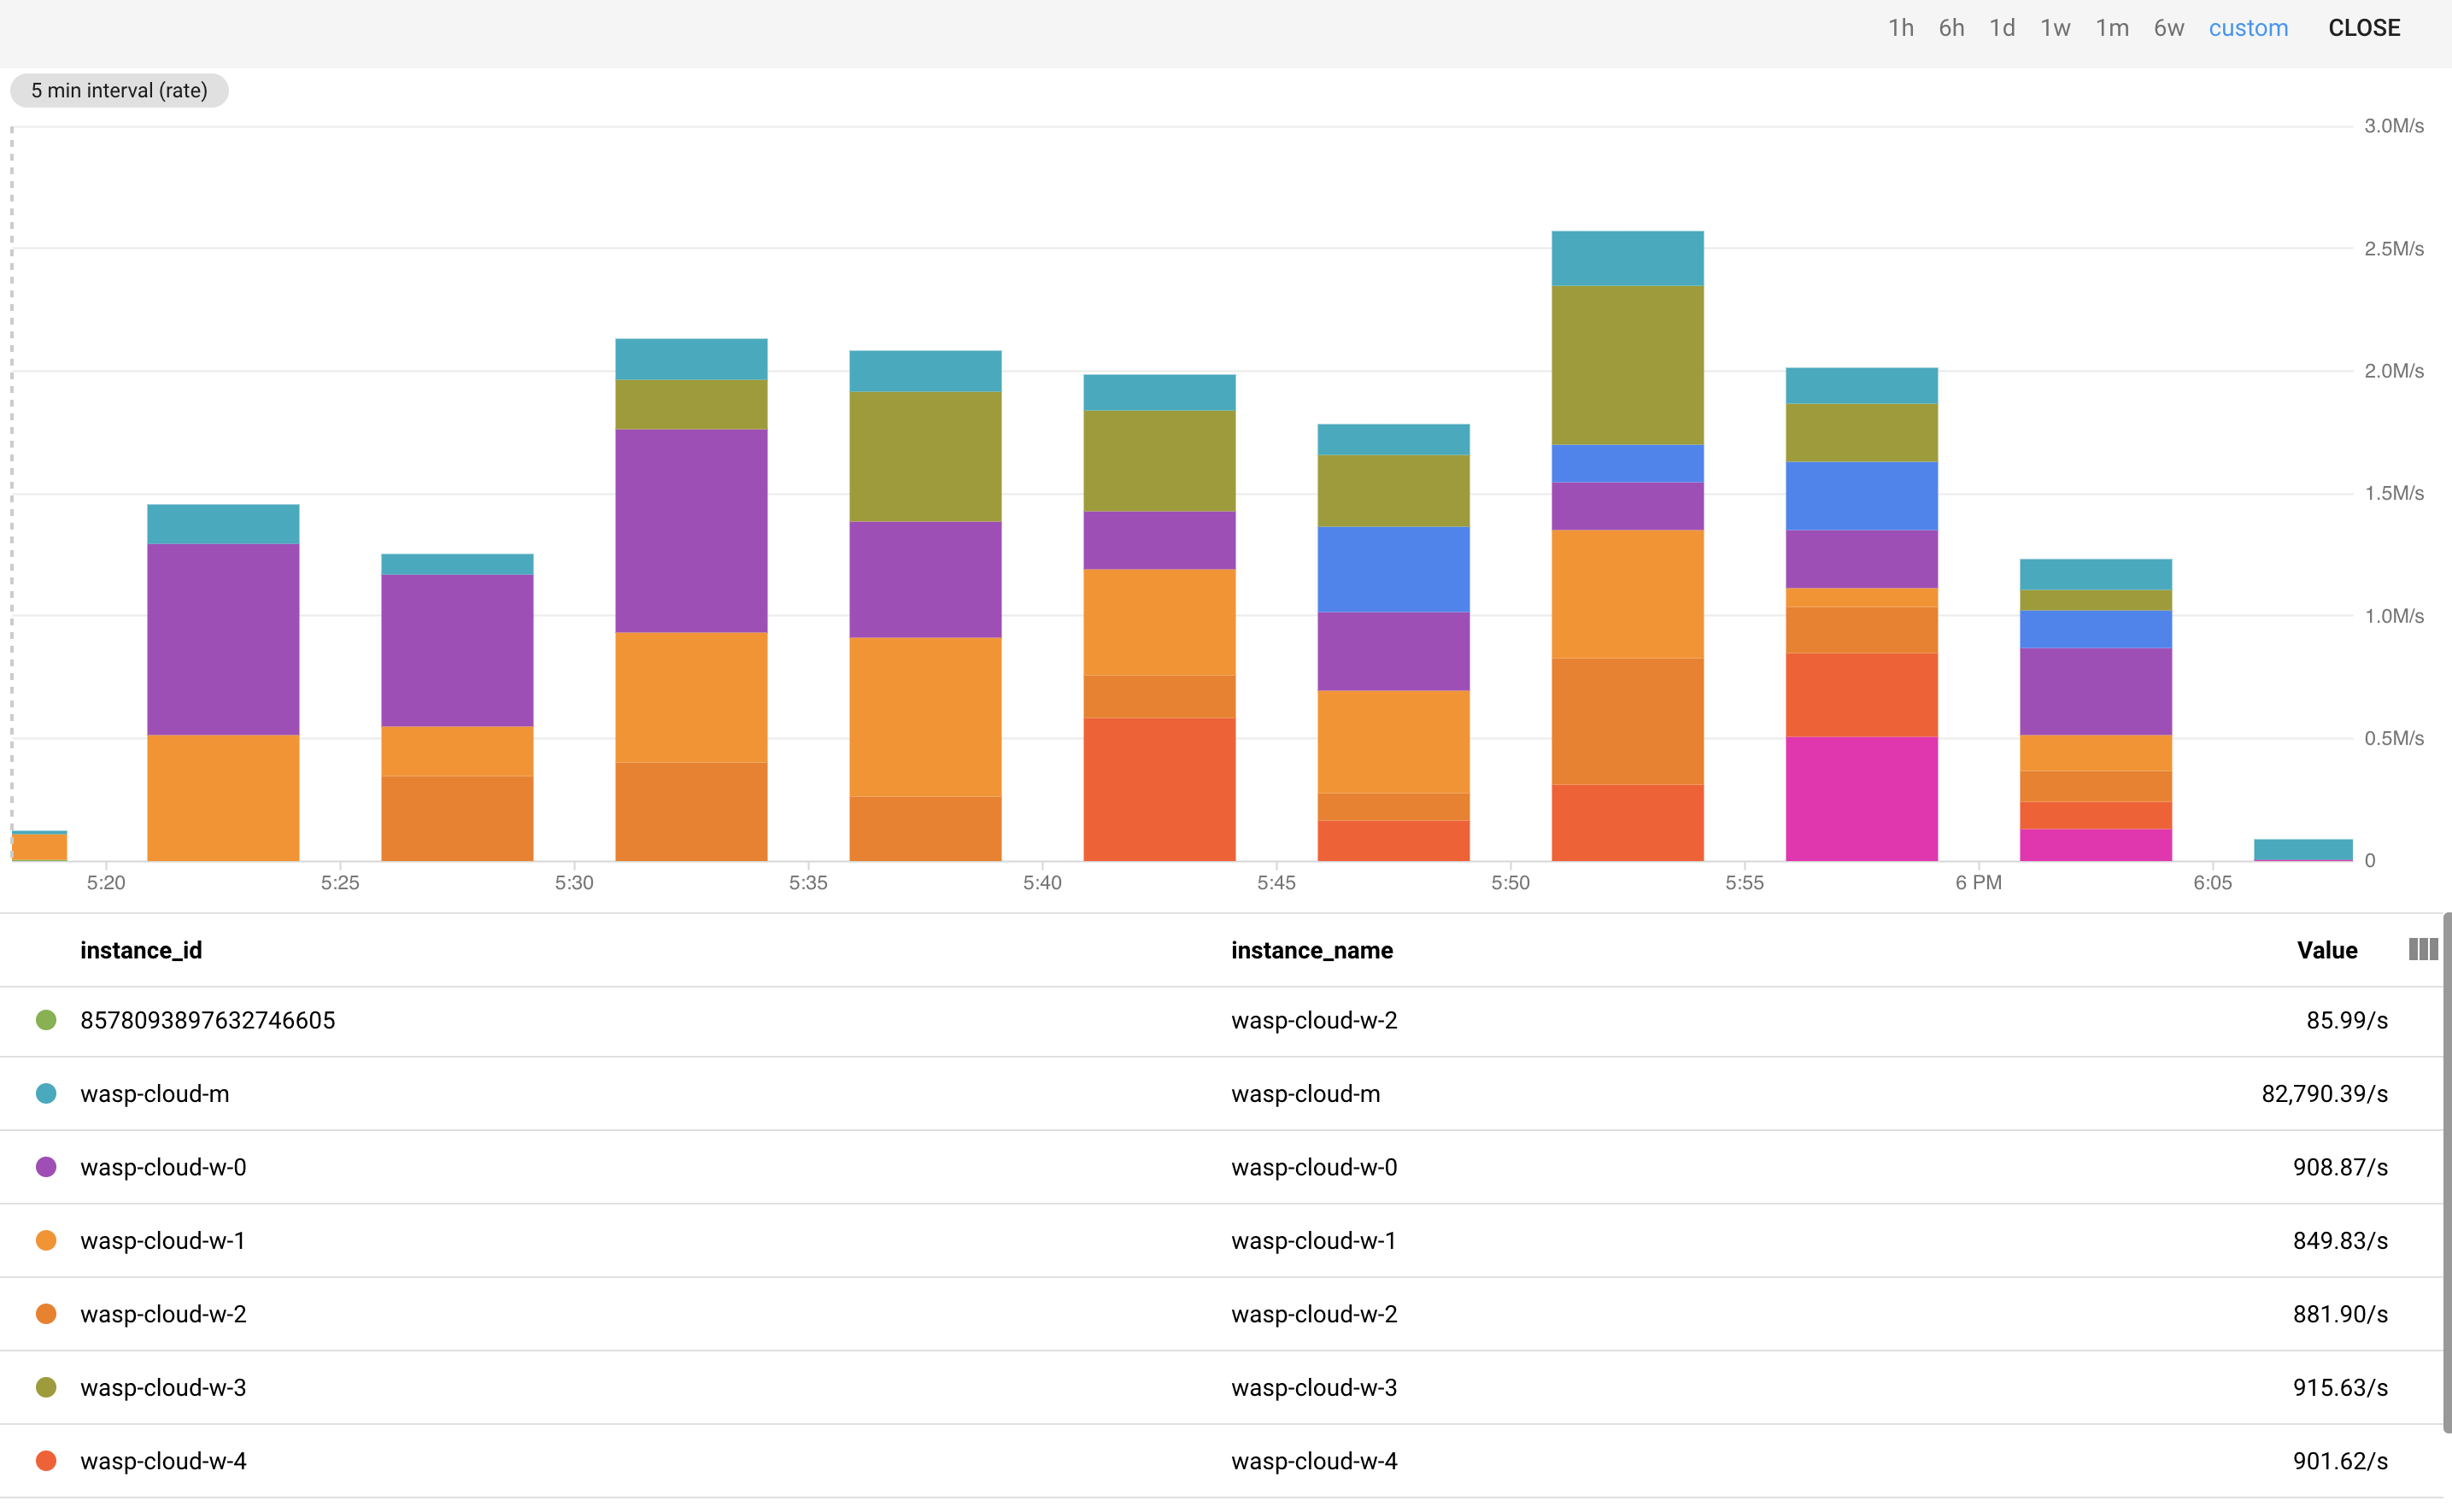 1h 6h 1d 1w 1m 6w custom CLOSE
5 min interval (rate)
3.0M/s
2.5M/s
2.0M/s
1.5M/s
1.0M/s
0.5M/s
0
5:20 5:25 5:30 5:35 5:40 5:45 5:50 5:55 6 PM 6:05
instance_id instance_name Value
8578093897632746605 wasp-cloud-w-2 85.99/s
wasp-cloud-m wasp-cloud-m 82,790.39/s
wasp-cloud-w-0 wasp-cloud-w-0 908.87/s
wasp-cloud-w-1 wasp-cloud-w-1 849.83/s
wasp-cloud-w-2 wasp-cloud-w-2 881.90/s
wasp-cloud-w-3 wasp-cloud-w-3 915.63/s
wasp-cloud-w-4 wasp-cloud-w-4 901.62/s